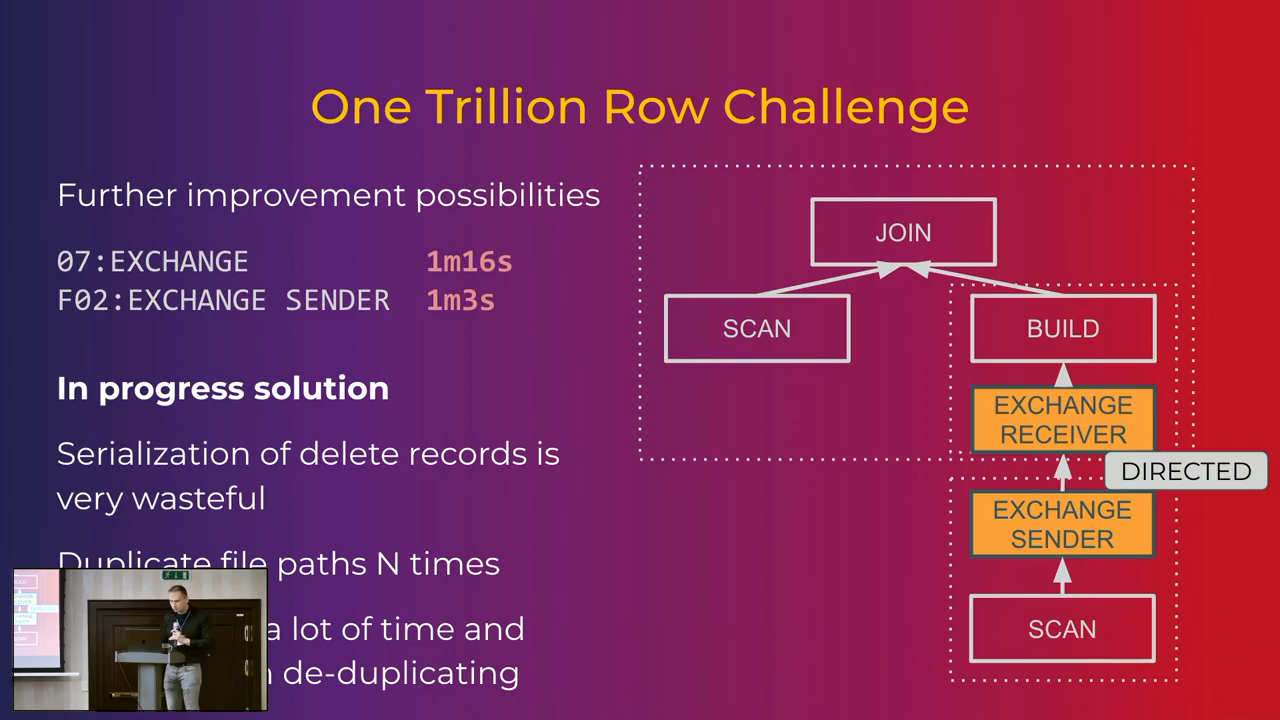 One Trillion Row Challenge
Further improvement possibilities
07:EXCHANGE 1m16s
F02:EXCHANGE SENDER 1m3s
In progress solution
Serialization of delete records is
very wasteful
Duplicate file paths N times
a lot of time and
de-duplicating
JOIN
SCAN
BUILD
EXCHANGE
RECEIVER
DIRECTED
EXCHANGE
SENDER
SCAN